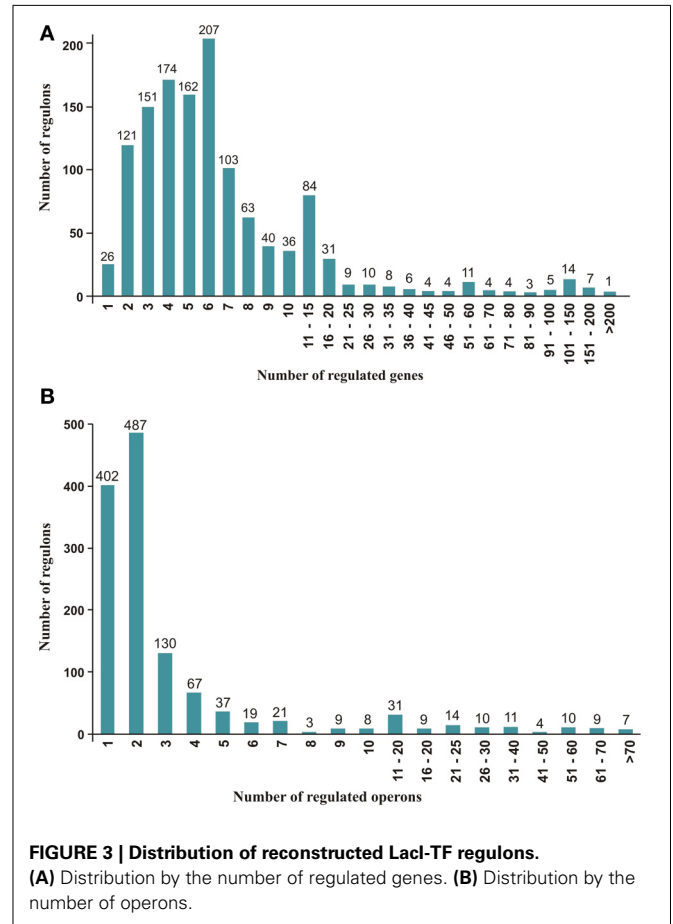 A
Number of regulons
200
150
100
50
0
26
121
151
174
162
207
103
63
40
36
84
31
9
10
8
6
4
4
11
4
4
3
5
14
7
1
1
2
3
4
5
6
7
8
9
10
11 - 15
16 - 20
21 - 25
26 - 30
31 - 35
36 - 40
41 - 45
46 - 50
51 - 60
61 - 70
71 - 80
81 - 90
91 - 100
101 - 150
151 - 200
>200
Number of regulated genes
B
Number of regulons
500
400
300
200
100
0
402
487
130
67
37
19
21
3
9
8
31
9
14
10
11
4
10
9
7
1
2
3
4
5
6
7
8
9
10
11 - 20
16 - 20
21 - 25
26 - 30
31 - 40
41 - 50
51 - 60
61 - 70
>70
Number of regulated operons
FIGURE 3 | Distribution of reconstructed LacI-TF regulons.
(A) Distribution by the number of regulated genes. (B) Distribution by the
number of operons.